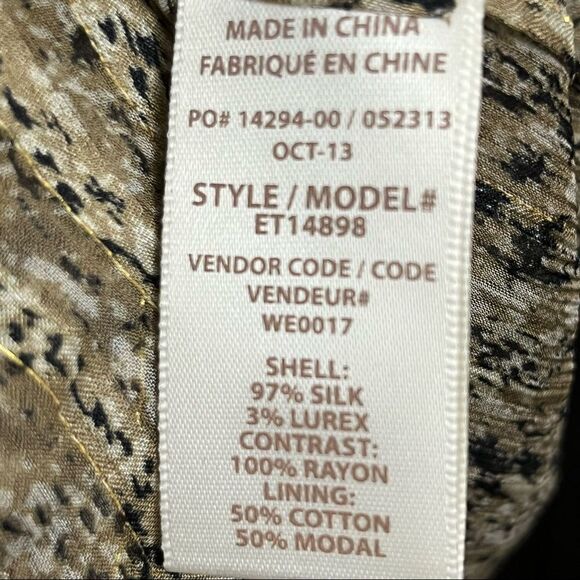 MADE IN CHINA
FABRIQUÉ EN CHINE
PO# 14294-00 / 052313
OCT-13
STYLE / MODEL#
ET14898
VENDOR CODE / CODE
VENDEUR#
WE0017
SHELL:
97% SILK
3% LUREX
CONTRAST:
100% RAYON
LINING:
50% COTTON
50% MODAL